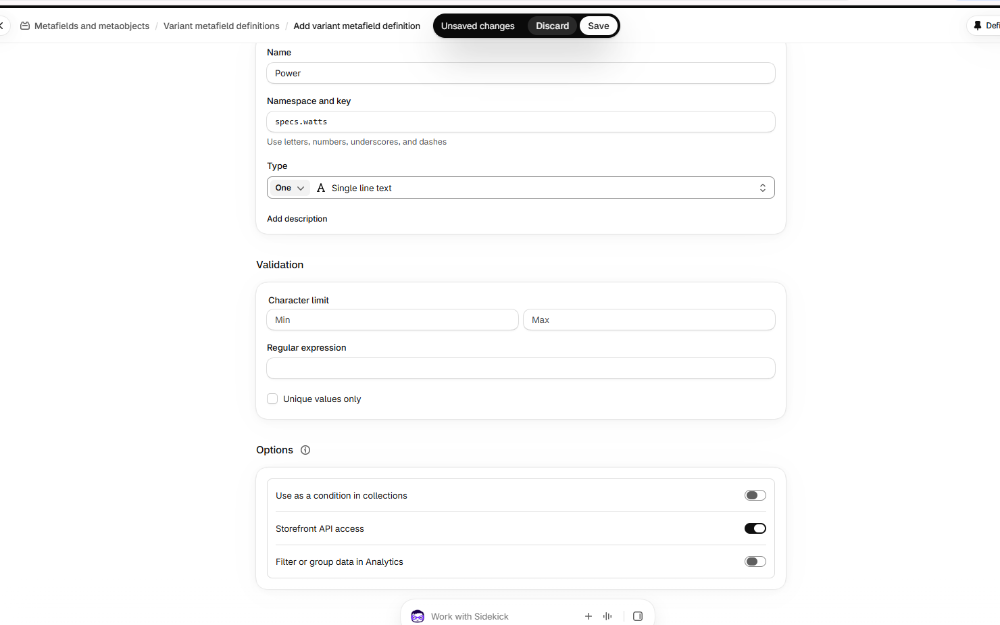 Metafields and metaobjects / Variant metafield definitions / Add variant metafield definition
Unsaved changes Discard Save
Name
Power
Namespace and key
specs.watts
Use letters, numbers, underscores, and dashes
Type
One A Single line text
Add description
Validation
Character limit
Min Max
Regular expression
Unique values only
Options
Use as a condition in collections
Storefront API access
Filter or group data in Analytics
Work with Sidekick